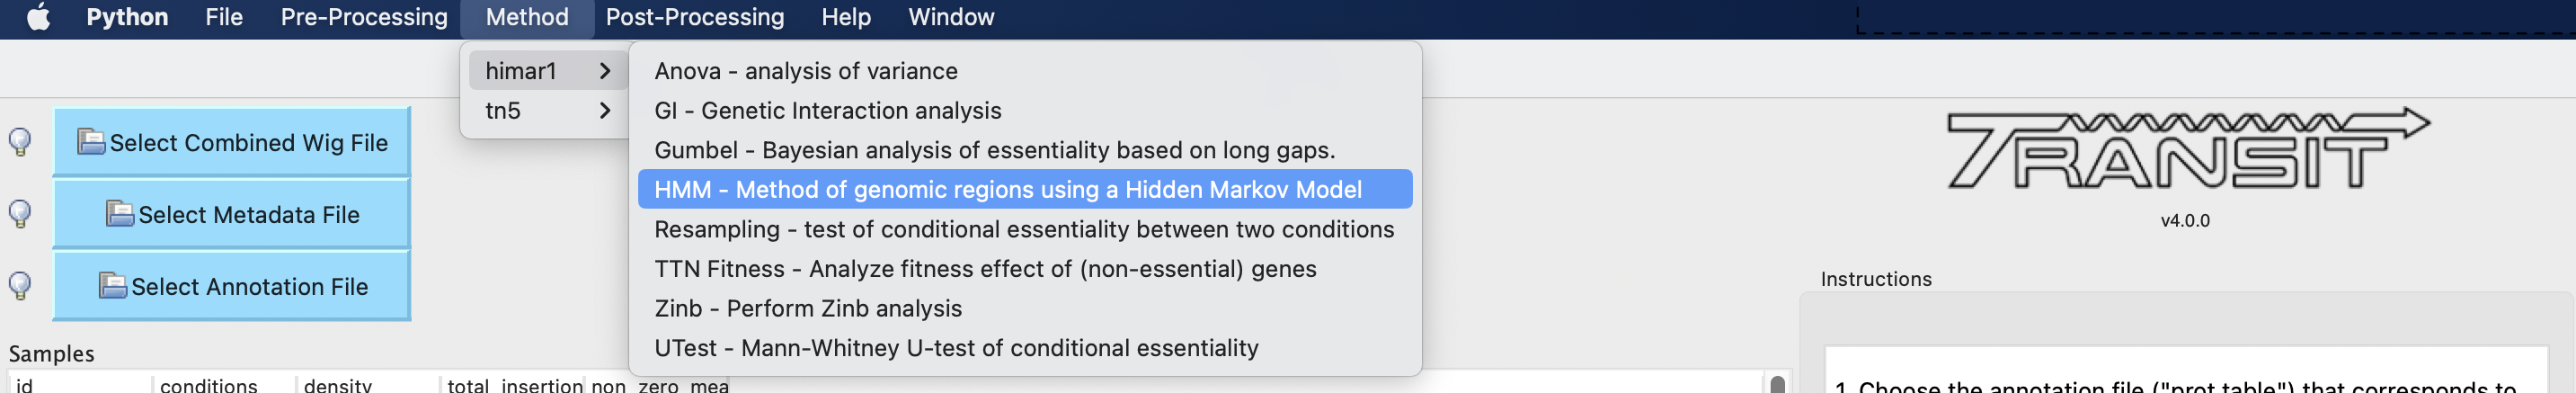 Python File Pre-Processing Method Post-Processing Help Window
himar1
tn5
Anova - analysis of variance
GI - Genetic Interaction analysis
Gumbel - Bayesian analysis of essentiality based on long gaps.
HMM - Method of genomic regions using a Hidden Markov Model
Resampling - test of conditional essentiality between two conditions
TTN Fitness - Analyze fitness effect of (non-essential) genes
Zinb - Perform Zinb analysis
UTest - Mann-Whitney U-test of conditional essentiality
Select Combined Wig File
Select Metadata File
Select Annotation File
Samples
id conditions density total_insertion non_zero_mea
TRANSIT
v4.0.0
Instructions
1. Choose the annotation file ("prot table") that corresponds to